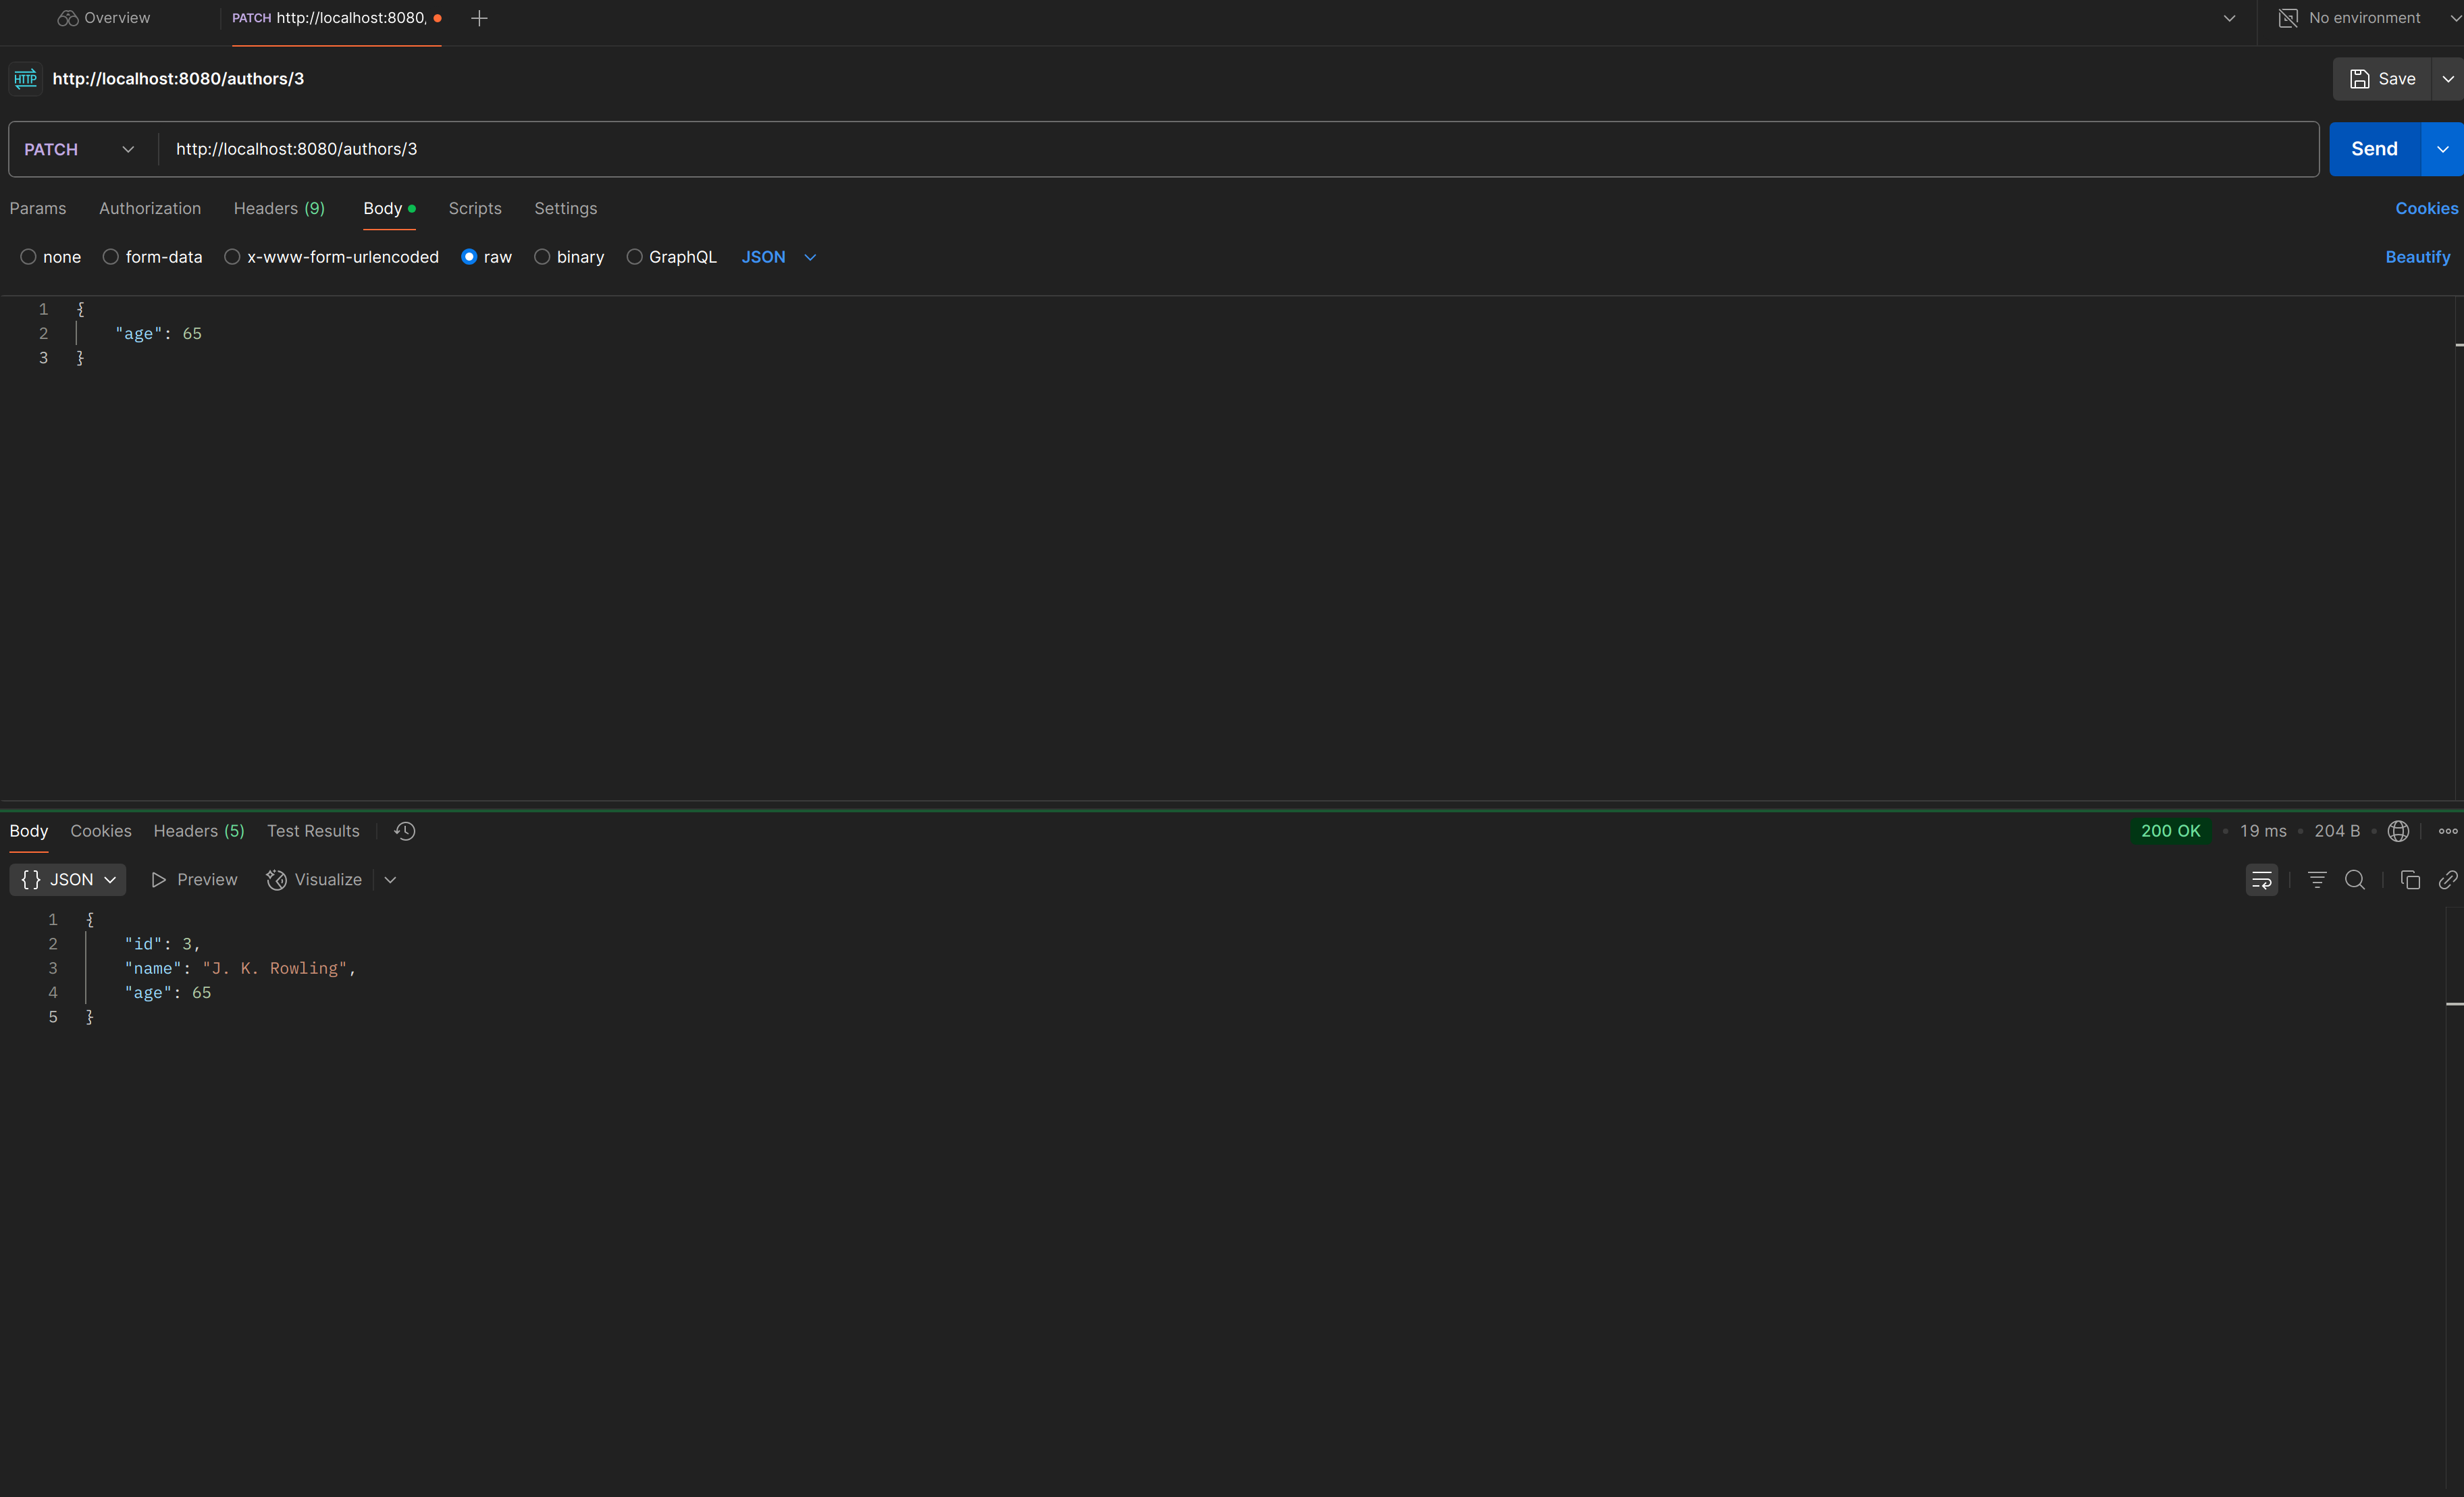 Overview
PATCH http://localhost:8080,
No environment
HTTP http://localhost:8080/authors/3
Save
PATCH http://localhost:8080/authors/3
Send
Params Authorization Headers (9) Body Scripts Settings Cookies
none form-data x-www-form-urlencoded raw binary GraphQL JSON Beautify
1 {
2 "age": 65
3 }
Body Cookies Headers (5) Test Results 200 OK 19 ms 204 B
{} JSON Preview Visualize
1 {
2 "id": 3,
3 "name": "J. K. Rowling",
4 "age": 65
5 }